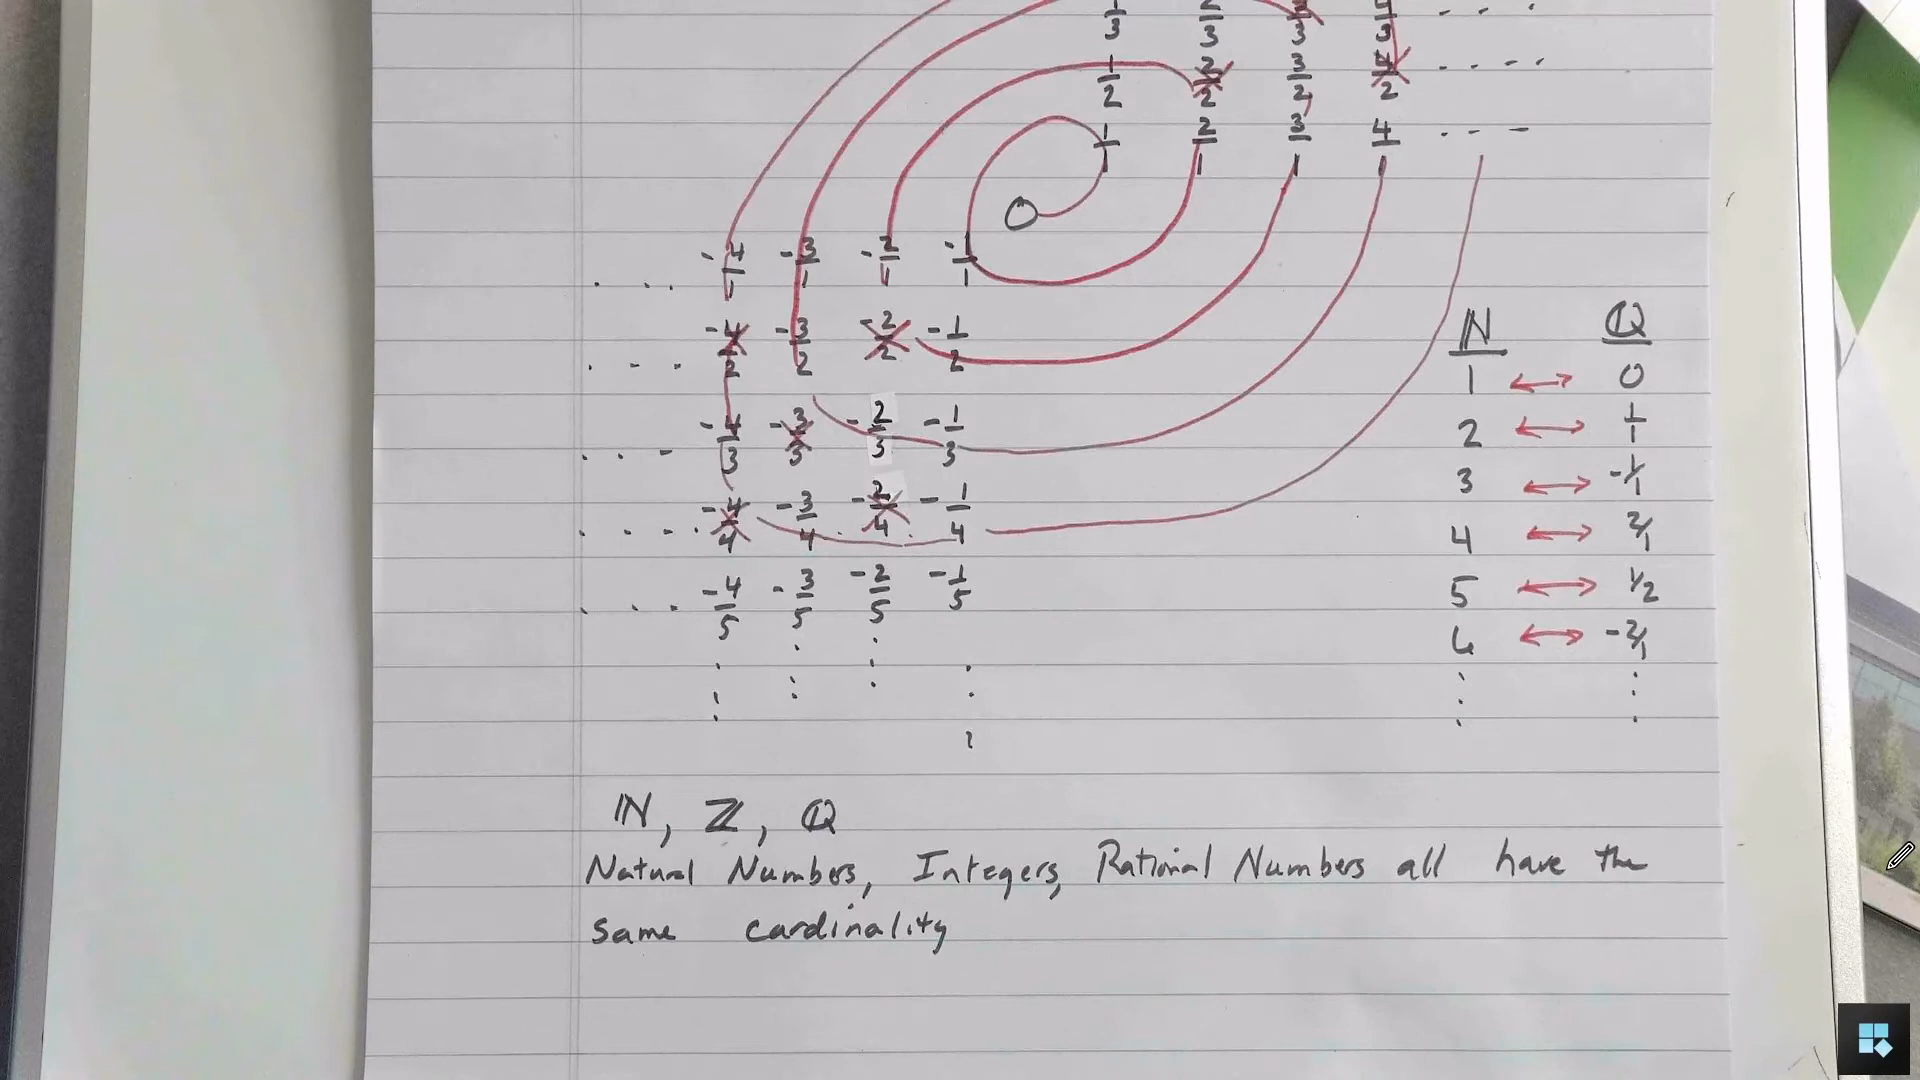 1/3 2/3 3/3 4/3 . . .
1/2 2/2 3/2 4/2 . . . .
1/1 2/1 3/1 4/1 - - -
0
. . . -4/1 -3/1 -2/1 -1/1
. . . -4/2 -3/2 -2/2 -1/2
. . . -4/3 -3/3 -2/3 -1/3
. . . . -4/4 -3/4 -2/4 -1/4
. . . -4/5 -3/5 -2/5 -1/5
ℕ ℚ
1 ↔ 0
2 ↔ 1/1
3 ↔ -1/1
4 ↔ 2/1
5 ↔ 1/2
6 ↔ -2/1
ℕ, ℤ, ℚ
Natural Numbers, Integers, Rational Numbers all have the
same cardinality